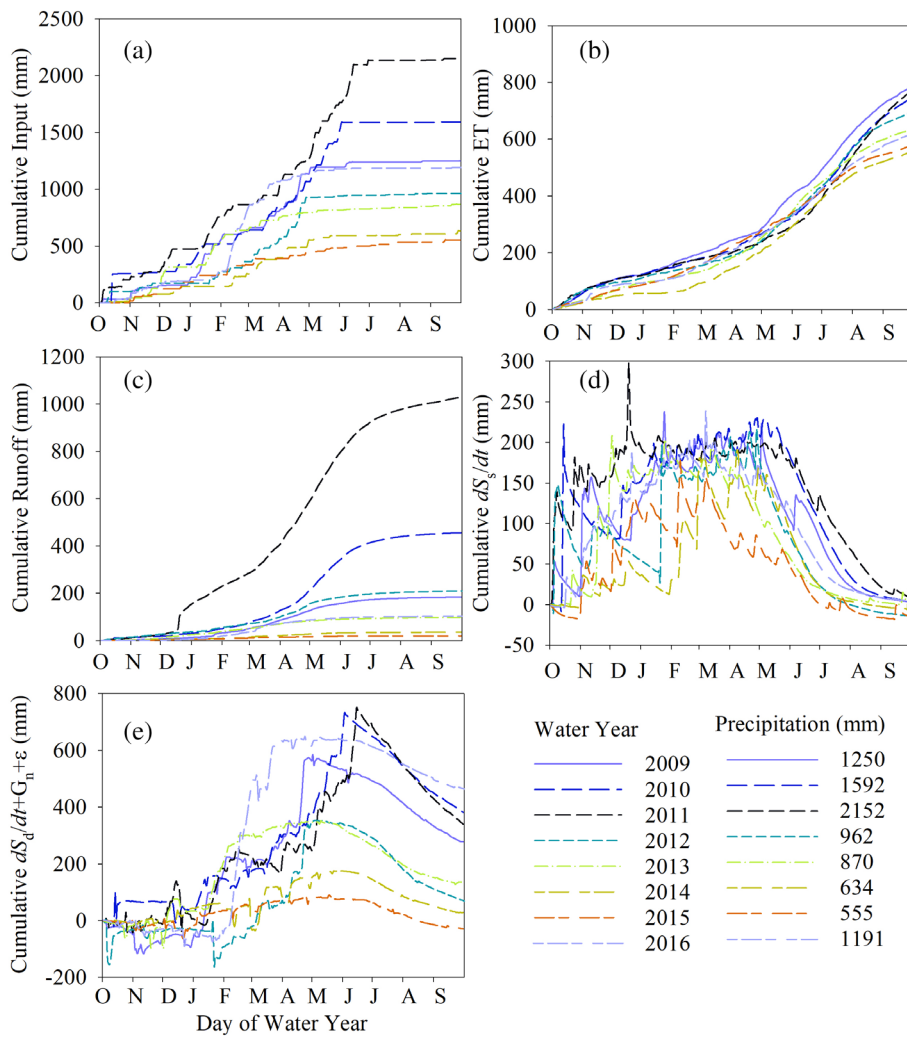 (a)
Cumulative Input (mm)
2500
2000
1500
1000
500
0
O N D J F M A M J J A S
(b)
Cumulative ET (mm)
1000
800
600
400
200
0
O N D J F M A M J J A S
(c)
Cumulative Runoff (mm)
1200
1000
800
600
400
200
0
O N D J F M A M J J A S
(d)
Cumulative dSs/dt (mm)
300
250
200
150
100
50
0
-50
O N D J F M A M J J A S
(e)
Cumulative dSd/dt+Gn+ε (mm)
800
600
400
200
0
-200
O N D J F M A M J J A S
Day of Water Year
Water Year Precipitation (mm)
2009 1250
2010 1592
2011 2152
2012 962
2013 870
2014 634
2015 555
2016 1191